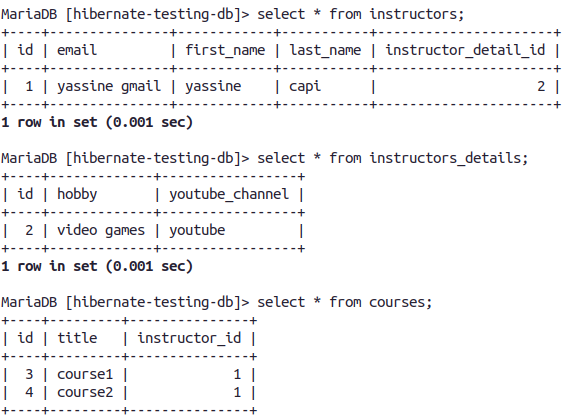 MariaDB [hibernate-testing-db]> select * from instructors;
+----+---------------+------------+-----------+----------------------+
| id | email         | first_name | last_name | instructor_detail_id |
+----+---------------+------------+-----------+----------------------+
|  1 | yassine gmail | yassine    | capi      |                    2 |
+----+---------------+------------+-----------+----------------------+
1 row in set (0.001 sec)
MariaDB [hibernate-testing-db]> select * from instructors_details;
+----+-------------+-----------------+
| id | hobby       | youtube_channel |
+----+-------------+-----------------+
|  2 | video games | youtube         |
+----+-------------+-----------------+
1 row in set (0.001 sec)
MariaDB [hibernate-testing-db]> select * from courses;
+----+---------+---------------+
| id | title   | instructor_id |
+----+---------+---------------+
|  3 | course1 |             1 |
|  4 | course2 |             1 |
+----+---------+---------------+